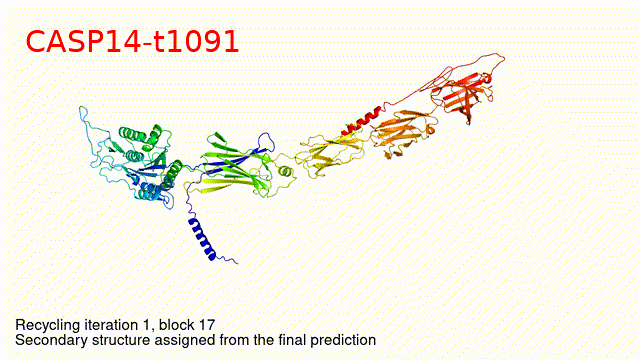 CASP14-t1091
Recycling iteration 1, block 17
Secondary structure assigned from the final prediction